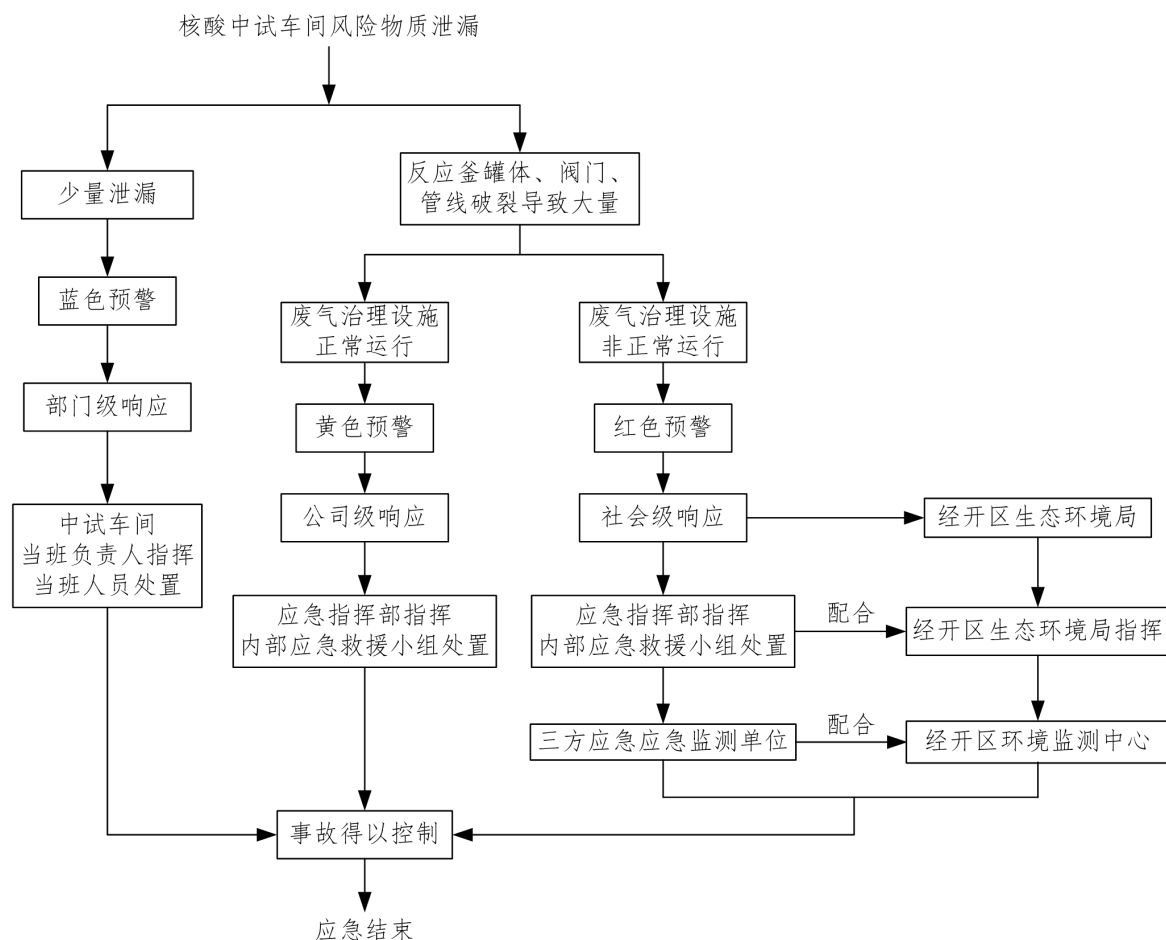 核酸中试车间风险物质泄漏
少量泄漏
反应釜罐体、阀门、
管线破裂导致大量
蓝色预警
废气治理设施
正常运行
废气治理设施
非正常运行
部门级响应
黄色预警
红色预警
中试车间
当班负责人指挥
当班人员处置
公司级响应
社会级响应
经开区生态环境局
应急指挥部指挥
内部应急救援小组处置
应急指挥部指挥
内部应急救援小组处置
配合
经开区生态环境局指挥
三方应急应急监测单位
配合
经开区环境监测中心
事故得以控制
应急结束